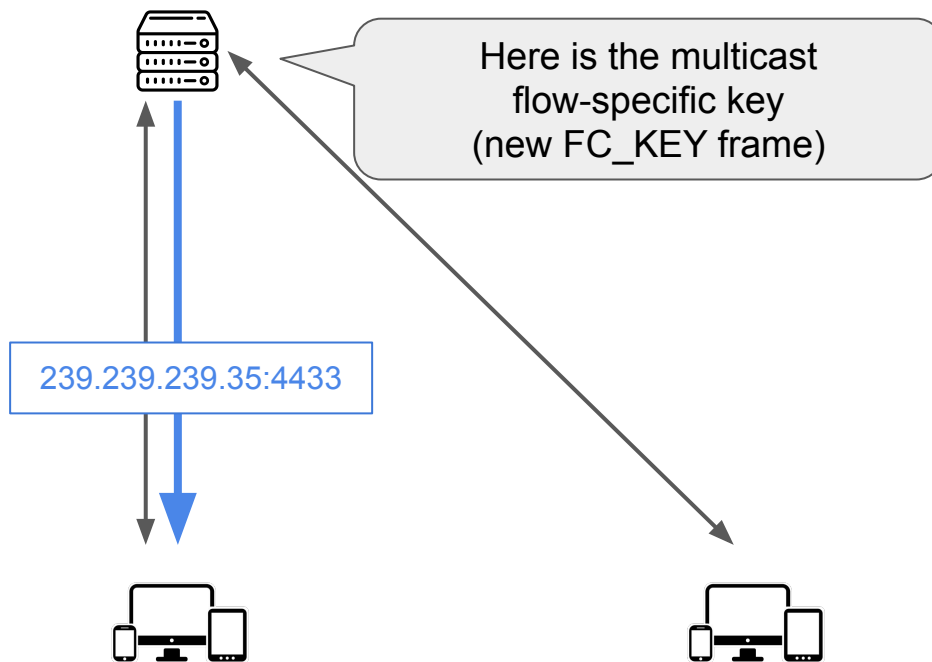 Here is the multicast
flow-specific key
(new FC_KEY frame)
239.239.239.35:4433